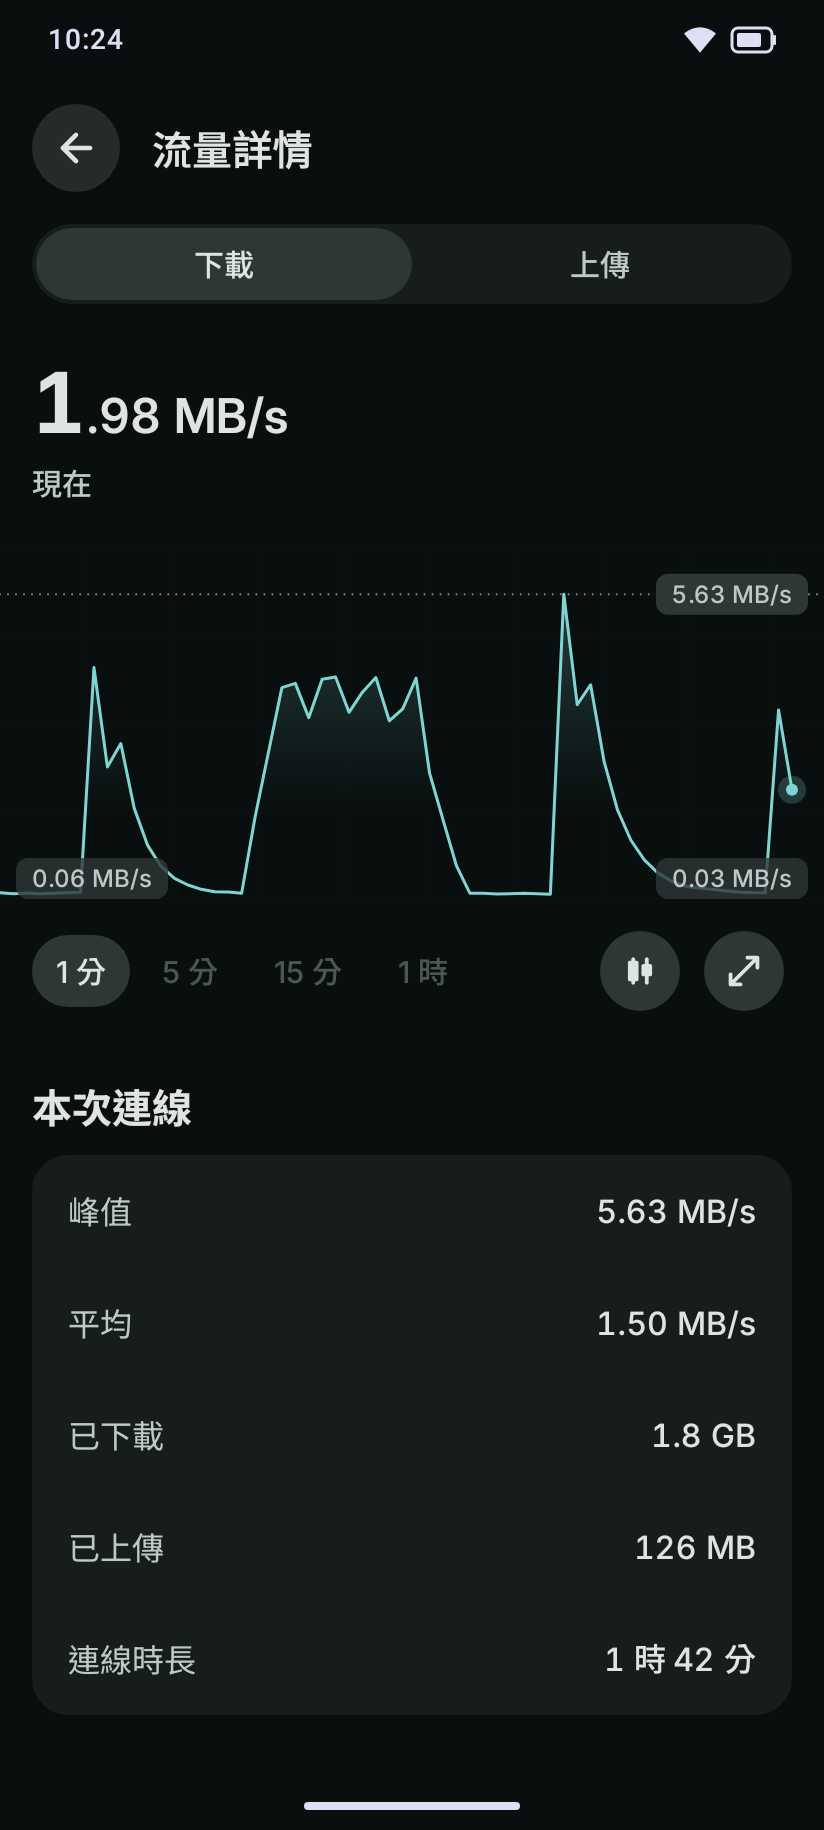 10:24
流量詳情
下載
上傳
1.98 MB/s
現在
5.63 MB/s
0.06 MB/s
0.03 MB/s
1 分
5 分
15 分
1 時
本次連線
峰值 5.63 MB/s
平均 1.50 MB/s
已下載 1.8 GB
已上傳 126 MB
連線時長 1 時 42 分